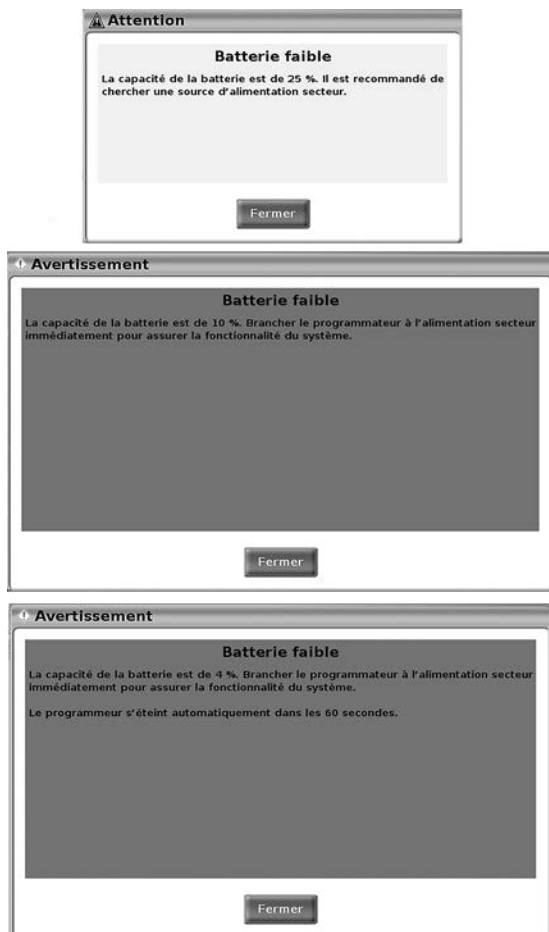 Attention
Batterie faible
La capacité de la batterie est de 25 %. Il est recommandé de
chercher une source d'alimentation secteur.
Fermer
Avertissement
Batterie faible
La capacité de la batterie est de 10 %. Brancher le programmateur à l'alimentation secteur
immédiatement pour assurer la fonctionnalité du système.
Fermer
Avertissement
Batterie faible
La capacité de la batterie est de 4 %. Brancher le programmateur à l'alimentation secteur
immédiatement pour assurer la fonctionnalité du système.
Le programmeur s'éteint automatiquement dans les 60 secondes.
Fermer